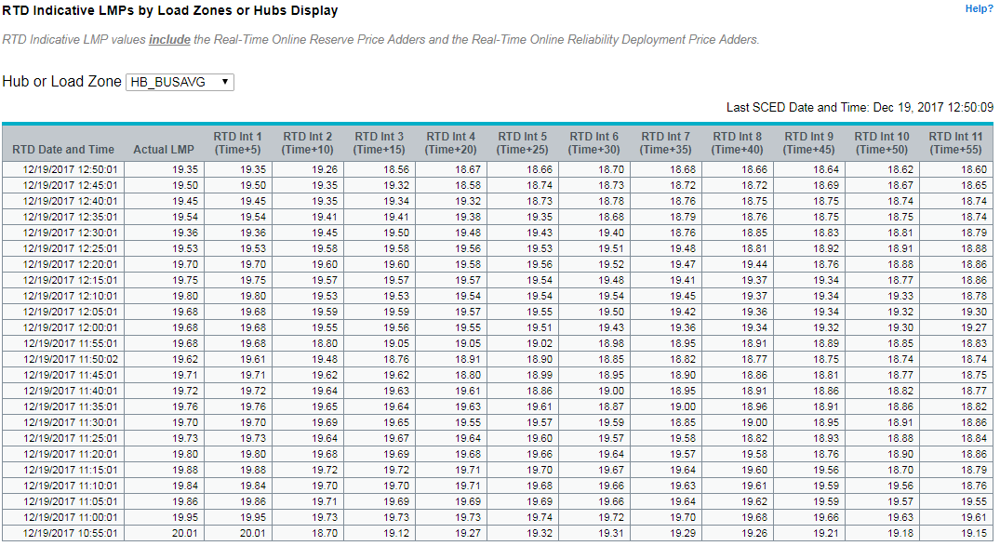 RTD Indicative LMPs by Load Zones or Hubs Display
Help?
RTD Indicative LMP values include the Real-Time Online Reserve Price Adders and the Real-Time Online Reliability Deployment Price Adders.
Hub or Load Zone HB_BUSAVG
Last SCED Date and Time: Dec 19, 2017 12:50:09
RTD Date and Time Actual LMP RTD Int 1 (Time+5) RTD Int 2 (Time+10) RTD Int 3 (Time+15) RTD Int 4 (Time+20) RTD Int 5 (Time+25) RTD Int 6 (Time+30) RTD Int 7 (Time+35) RTD Int 8 (Time+40) RTD Int 9 (Time+45) RTD Int 10 (Time+50) RTD Int 11 (Time+55)
12/19/2017 12:50:01 19.35 19.35 19.26 18.56 18.67 18.66 18.70 18.68 18.66 18.64 18.62 18.60
12/19/2017 12:45:01 19.50 19.50 19.35 19.32 18.58 18.74 18.73 18.72 18.72 18.69 18.67 18.65
12/19/2017 12:40:01 19.45 19.45 19.35 19.34 19.32 18.73 18.78 18.76 18.75 18.75 18.74 18.74
12/19/2017 12:35:01 19.54 19.54 19.41 19.41 19.38 19.35 18.68 18.79 18.76 18.75 18.75 18.74
12/19/2017 12:30:01 19.36 19.36 19.45 19.50 19.48 19.43 19.40 18.76 18.85 18.83 18.81 18.79
12/19/2017 12:25:01 19.53 19.53 19.58 19.58 19.56 19.53 19.51 19.48 18.81 18.92 18.91 18.88
12/19/2017 12:20:01 19.70 19.70 19.60 19.60 19.58 19.56 19.52 19.47 19.44 18.76 18.88 18.86
12/19/2017 12:15:01 19.75 19.75 19.57 19.57 19.57 19.54 19.48 19.41 19.37 19.34 18.77 18.86
12/19/2017 12:10:01 19.80 19.80 19.53 19.53 19.54 19.54 19.54 19.45 19.37 19.34 19.33 18.78
12/19/2017 12:05:01 19.68 19.68 19.59 19.59 19.57 19.55 19.50 19.42 19.36 19.34 19.32 19.30
12/19/2017 12:00:01 19.68 19.68 19.55 19.56 19.55 19.51 19.43 19.36 19.34 19.32 19.30 19.27
12/19/2017 11:55:01 19.68 19.68 18.80 19.05 19.05 19.02 18.98 18.95 18.91 18.89 18.85 18.83
12/19/2017 11:50:02 19.62 19.61 19.48 18.76 18.91 18.90 18.85 18.82 18.77 18.75 18.74 18.74
12/19/2017 11:45:01 19.71 19.71 19.62 19.62 18.80 18.99 18.95 18.90 18.86 18.81 18.77 18.75
12/19/2017 11:40:01 19.72 19.72 19.64 19.63 19.61 18.86 19.00 18.95 18.91 18.86 18.82 18.77
12/19/2017 11:35:01 19.76 19.76 19.65 19.64 19.63 19.61 18.87 19.00 18.96 18.91 18.86 18.82
12/19/2017 11:30:01 19.70 19.70 19.69 19.65 19.55 19.57 19.59 18.85 19.00 18.95 18.91 18.86
12/19/2017 11:25:01 19.73 19.73 19.64 19.67 19.64 19.60 19.57 19.58 18.82 18.93 18.88 18.84
12/19/2017 11:20:01 19.80 19.80 19.68 19.69 19.68 19.66 19.64 19.57 19.58 18.76 18.90 18.86
12/19/2017 11:15:01 19.88 19.88 19.72 19.72 19.71 19.70 19.67 19.64 19.60 19.56 18.70 18.79
12/19/2017 11:10:01 19.84 19.84 19.70 19.70 19.71 19.68 19.66 19.63 19.61 19.59 19.56 18.76
12/19/2017 11:05:01 19.86 19.86 19.71 19.69 19.69 19.69 19.66 19.64 19.62 19.59 19.57 19.55
12/19/2017 11:00:01 19.95 19.95 19.73 19.73 19.73 19.74 19.72 19.70 19.68 19.66 19.63 19.61
12/19/2017 10:55:01 20.01 20.01 18.70 19.12 19.27 19.32 19.31 19.29 19.26 19.21 19.18 19.15